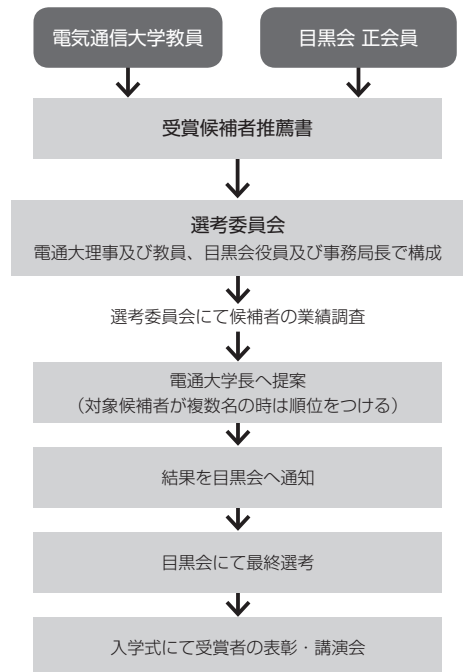 電気通信大学教員
目黒会 正会員
受賞候補者推薦書
選考委員会
電通大理事及び教員、目黒会役員及び事務局長で構成
選考委員会にて候補者の業績調査
電通大学長へ提案
（対象候補者が複数名の時は順位をつける）
結果を目黒会へ通知
目黒会にて最終選考
入学式にて受賞者の表彰・講演会